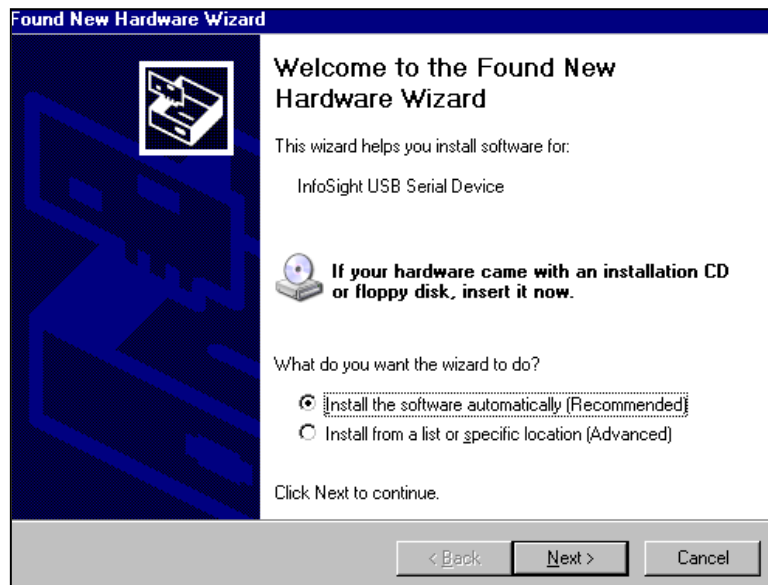 Found New Hardware Wizard
Welcome to the Found New
Hardware Wizard
This wizard helps you install software for:
InfoSight USB Serial Device
If your hardware came with an installation CD
or floppy disk, insert it now.
What do you want the wizard to do?
Install the software automatically (Recommended)
Install from a list or specific location (Advanced)
Click Next to continue.
< Back
Next >
Cancel